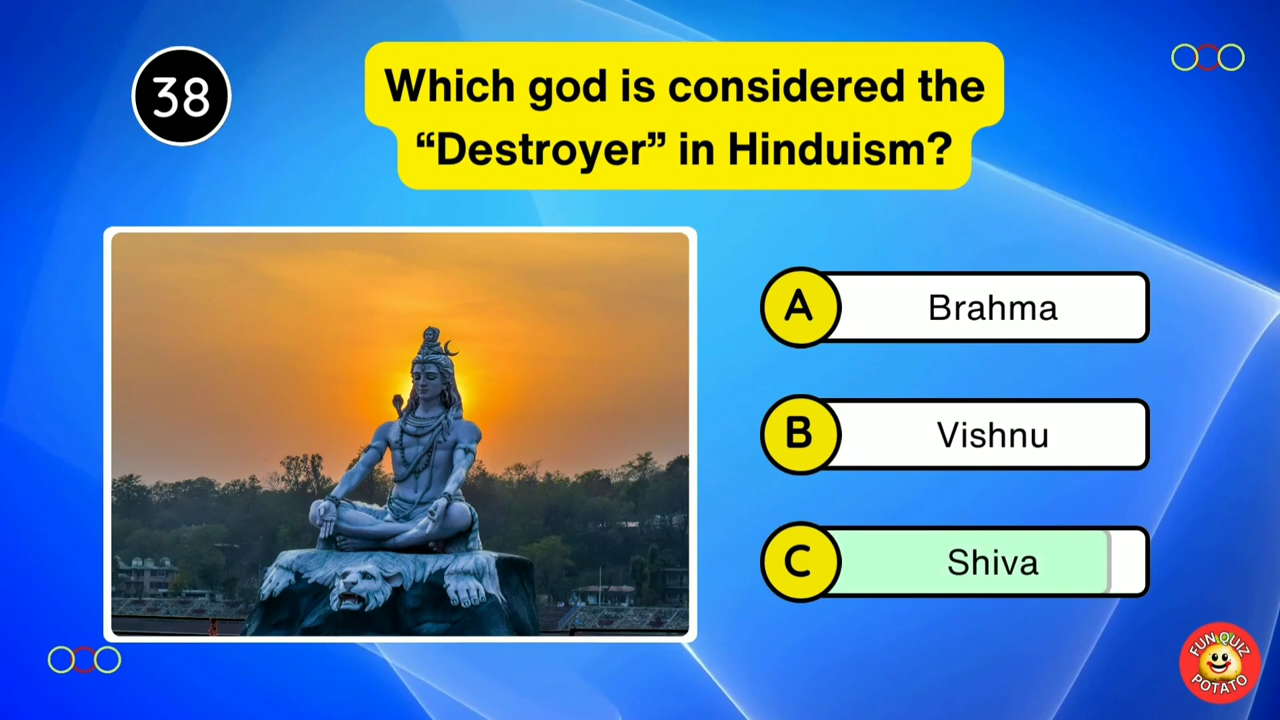 38
Which god is considered the
“Destroyer” in Hinduism?
A Brahma
B Vishnu
C Shiva
FUN QUIZ
POTATO